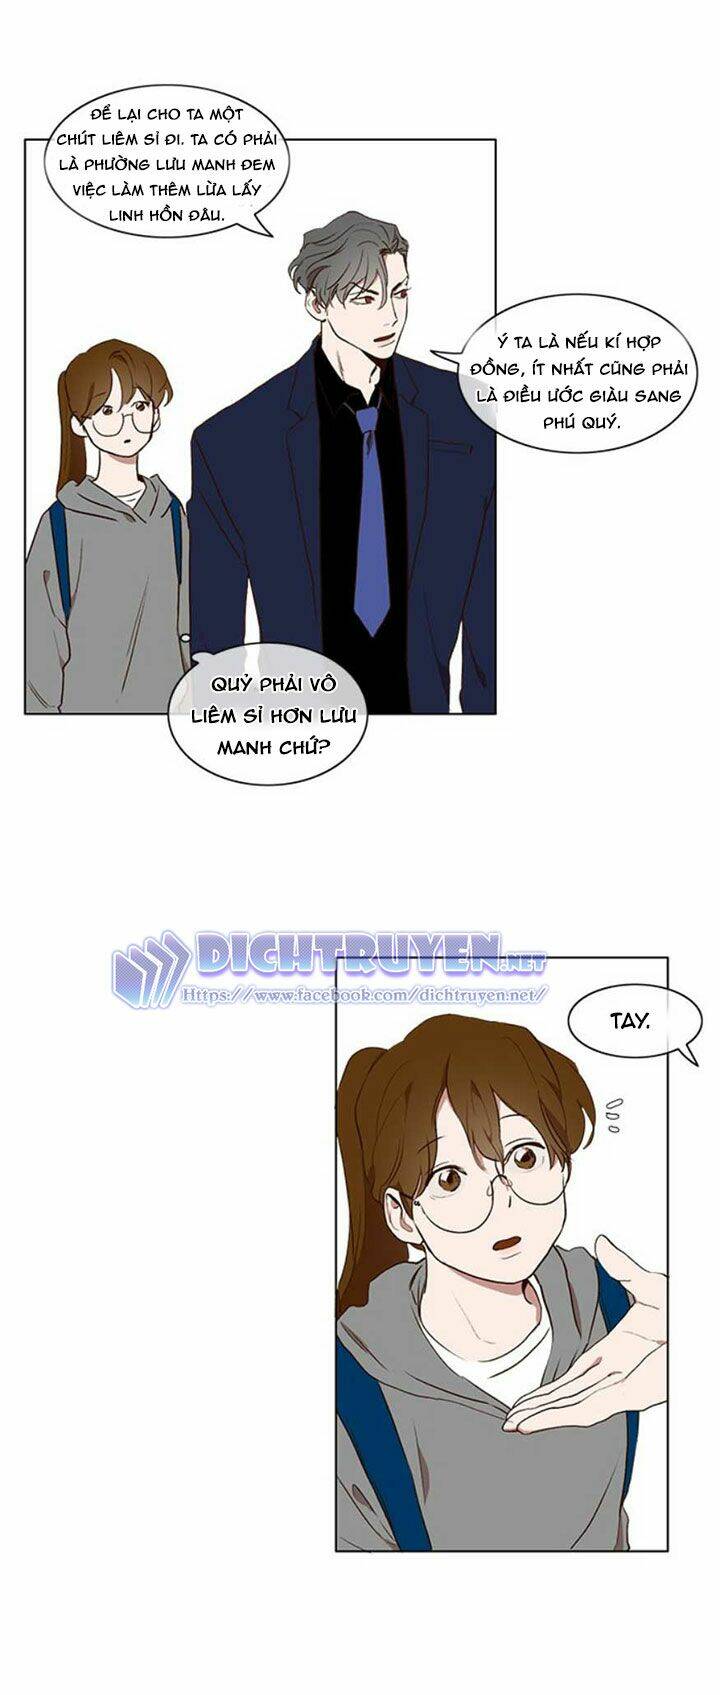 ĐỂ LẠI CHO TA MỘT
CHÚT LIÊM SỈ ĐI. TA CÓ PHẢI
LÀ PHƯỜNG LƯU MANH ĐEM
VIỆC LÀM THÊM LỪA LẤY
LINH HỒN ĐÂU.
Ý TA LÀ NẾU KÍ HỢP
ĐỒNG, ÍT NHẤT CŨNG PHẢI
LÀ ĐIỀU ƯỚC GIÀU SANG
PHÚ QUÝ.
QUỶ PHẢI VÔ
LIÊM SỈ HƠN LƯU
MANH CHỨ?
DICHTRUYEN.NET
Https://www.facebook.com/dichtruyen.net/
TAY.